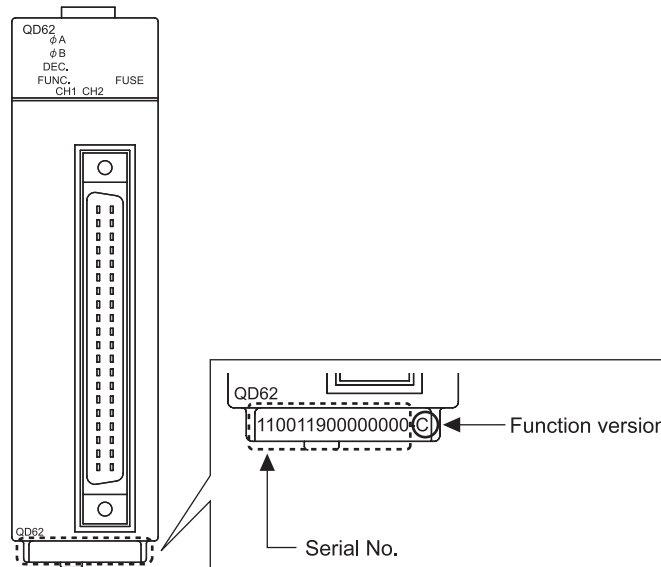 QD62
φA
φB
DEC.
FUNC. FUSE
CH1 CH2
QD62
QD62
110011900000000-C
Function version
Serial No.